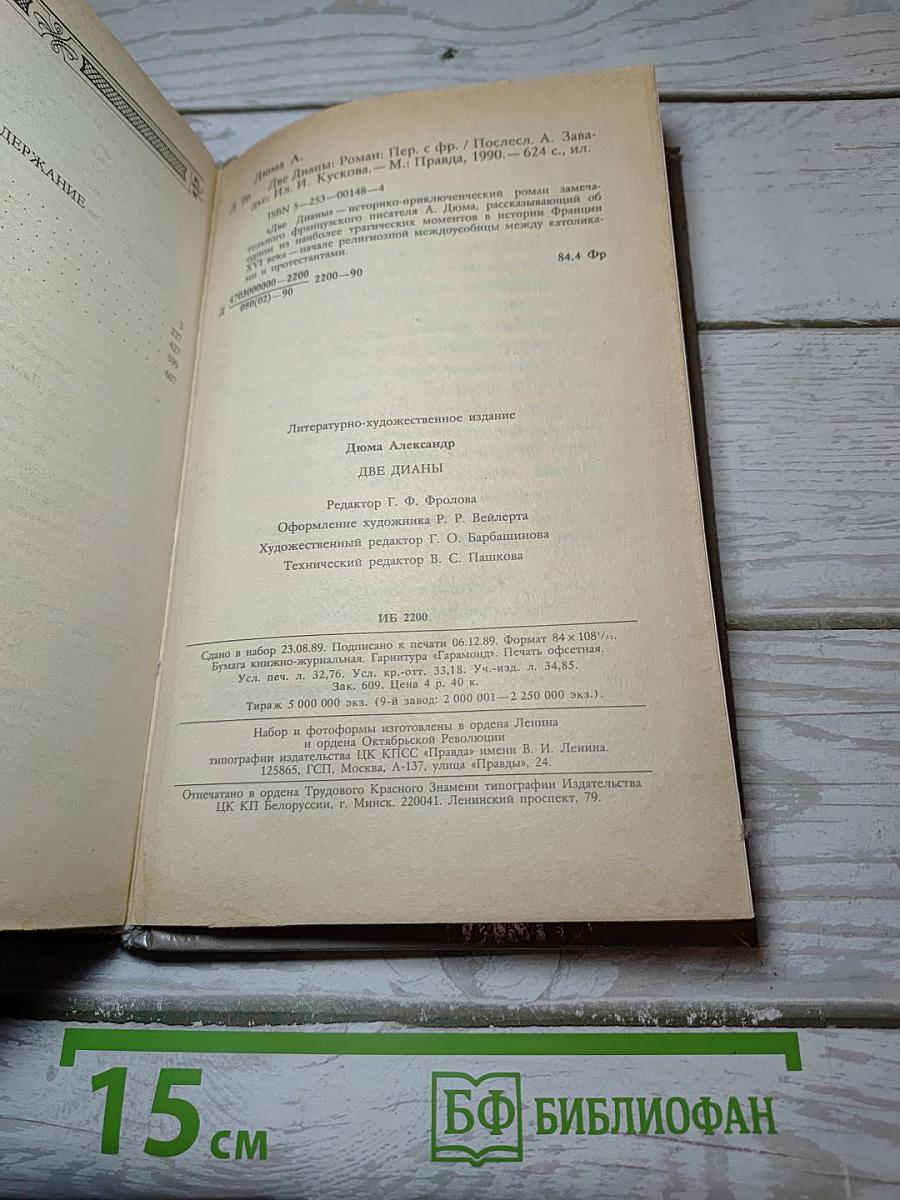 ДЕРЖАНИЕ
3
227
427
599
607
Дюма А.
Д 96 Две Дианы: Роман: Пер. с фр. / Послесл. А. Зава-
дье; Ил. И. Кускова.— М.: Правда, 1990.— 624 с., ил.
ISBN 5—253—00148—4
«Две Дианы» — историко-приключенческий роман замеча-
тельного французского писателя А. Дюма, рассказывающий об
одном из наиболее трагических моментов в истории Франции
XVI века — начале религиозной междоусобицы между католика-
ми и протестантами.
Д 4703000000—2200 2200—90
080(02)—90
84.4 Фр
Литературно-художественное издание
Дюма Александр
ДВЕ ДИАНЫ
Редактор Г. Ф. Фролова
Оформление художника Р. Р. Вейлерта
Художественный редактор Г. О. Барбашинова
Технический редактор В. С. Пашкова
ИБ 2200
Сдано в набор 23.08.89. Подписано к печати 06.12.89. Формат 84×108¹/₃₂.
Бумага книжно-журнальная. Гарнитура «Гарамонд». Печать офсетная.
Усл. печ. л. 32,76. Усл. кр.-отт. 33,18. Уч.-изд. л. 34,85.
Зак. 609. Цена 4 р. 40 к.
Тираж 5 000 000 экз. (9-й завод: 2 000 001—2 250 000 экз.).
Набор и фотоформы изготовлены в ордена Ленина
и ордена Октябрьской Революции
типографии издательства ЦК КПСС «Правда» имени В. И. Ленина.
125865, ГСП, Москва, А-137, улица «Правды», 24.
Отпечатано в ордена Трудового Красного Знамени типографии Издательства
ЦК КП Белоруссии, г. Минск. 220041. Ленинский проспект, 79.
15 см
БФ БИБЛИОФАН